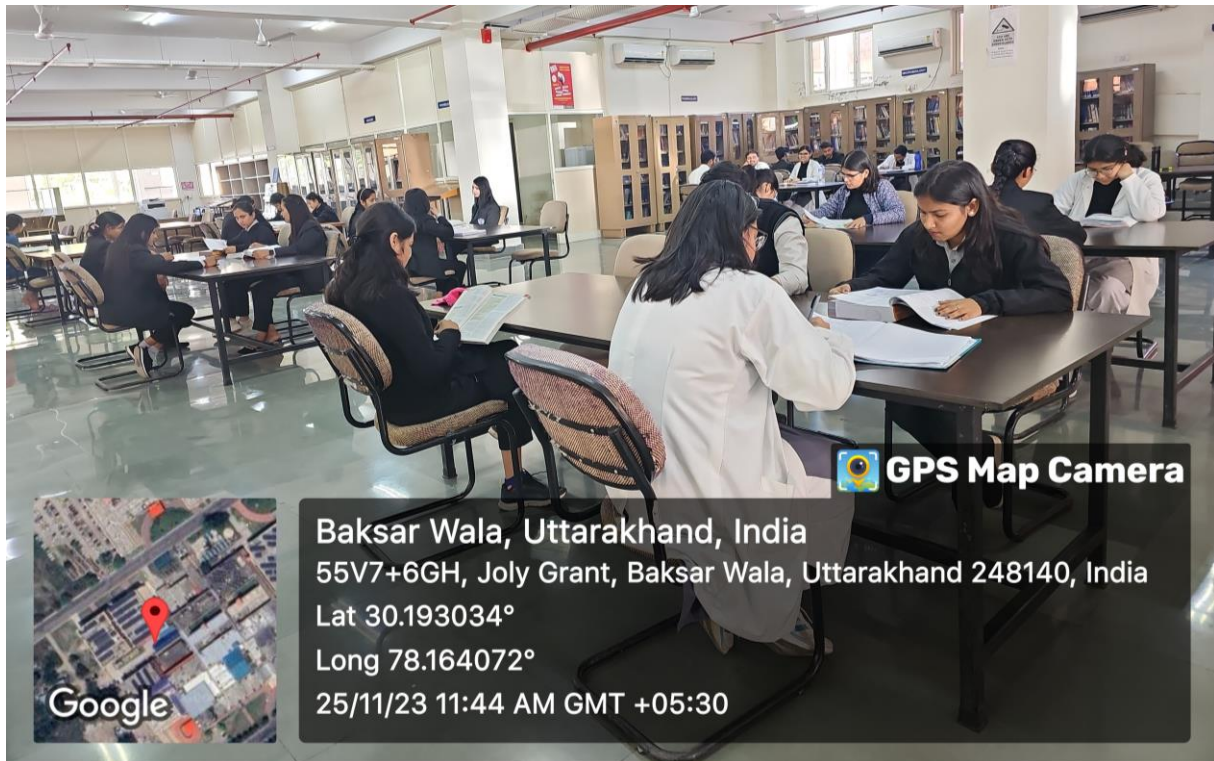 GPS Map Camera
Baksar Wala, Uttarakhand, India
55V7+6GH, Joly Grant, Baksar Wala, Uttarakhand 248140, India
Lat 30.193034°
Long 78.164072°
25/11/23 11:44 AM GMT +05:30
Google